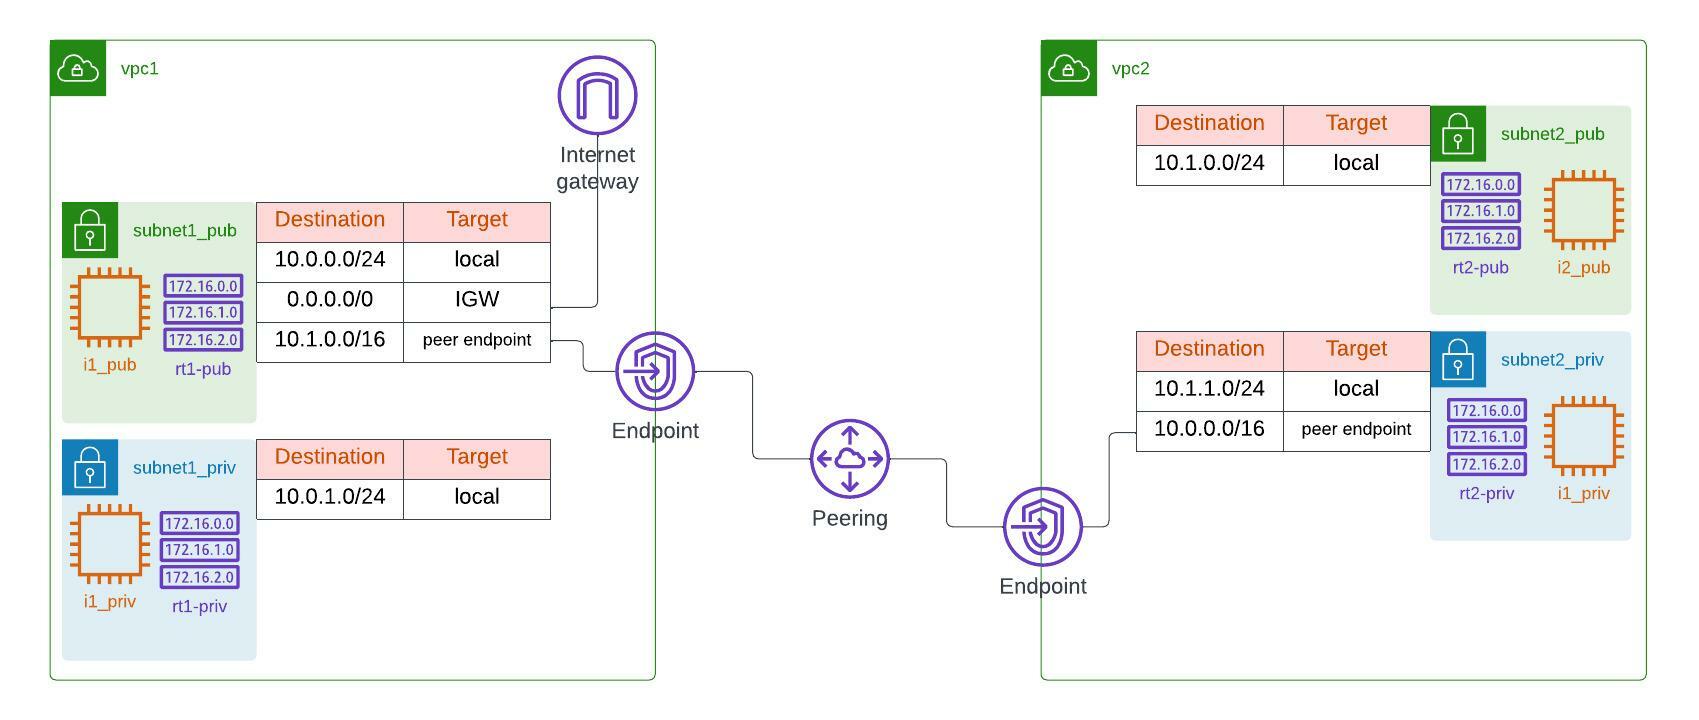 vpc1
Internet
gateway
subnet1_pub
Destination Target
10.0.0.0/24 local
0.0.0.0/0 IGW
10.1.0.0/16 peer endpoint
172.16.0.0
172.16.1.0
172.16.2.0
i1_pub
rt1-pub
subnet1_priv
Destination Target
10.0.1.0/24 local
172.16.0.0
172.16.1.0
172.16.2.0
i1_priv
rt1-priv
Endpoint
Peering
Endpoint
vpc2
Destination Target
10.1.0.0/24 local
subnet2_pub
172.16.0.0
172.16.1.0
172.16.2.0
rt2-pub
i2_pub
Destination Target
10.1.1.0/24 local
10.0.0.0/16 peer endpoint
subnet2_priv
172.16.0.0
172.16.1.0
172.16.2.0
rt2-priv
i1_priv